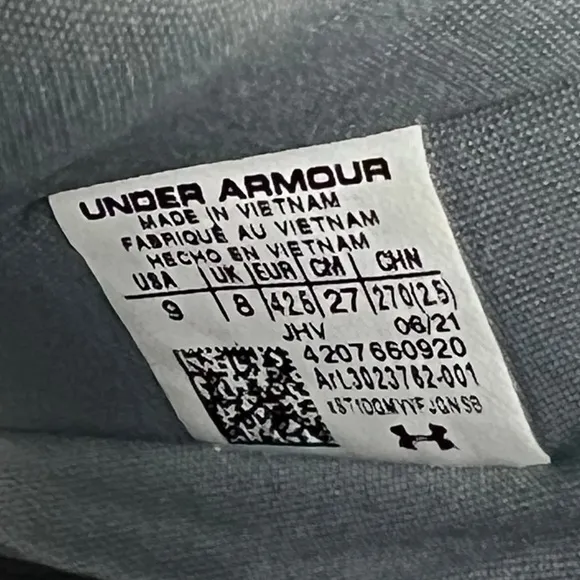 UNDER ARMOUR
MADE IN VIETNAM
FABRIQUÉ AU VIETNAM
HECHO EN VIETNAM
USA UK EUR CM CHN
9 8 42.5 27 270(2.5)
JHV 06/21
4207660920
Art.3023762-001